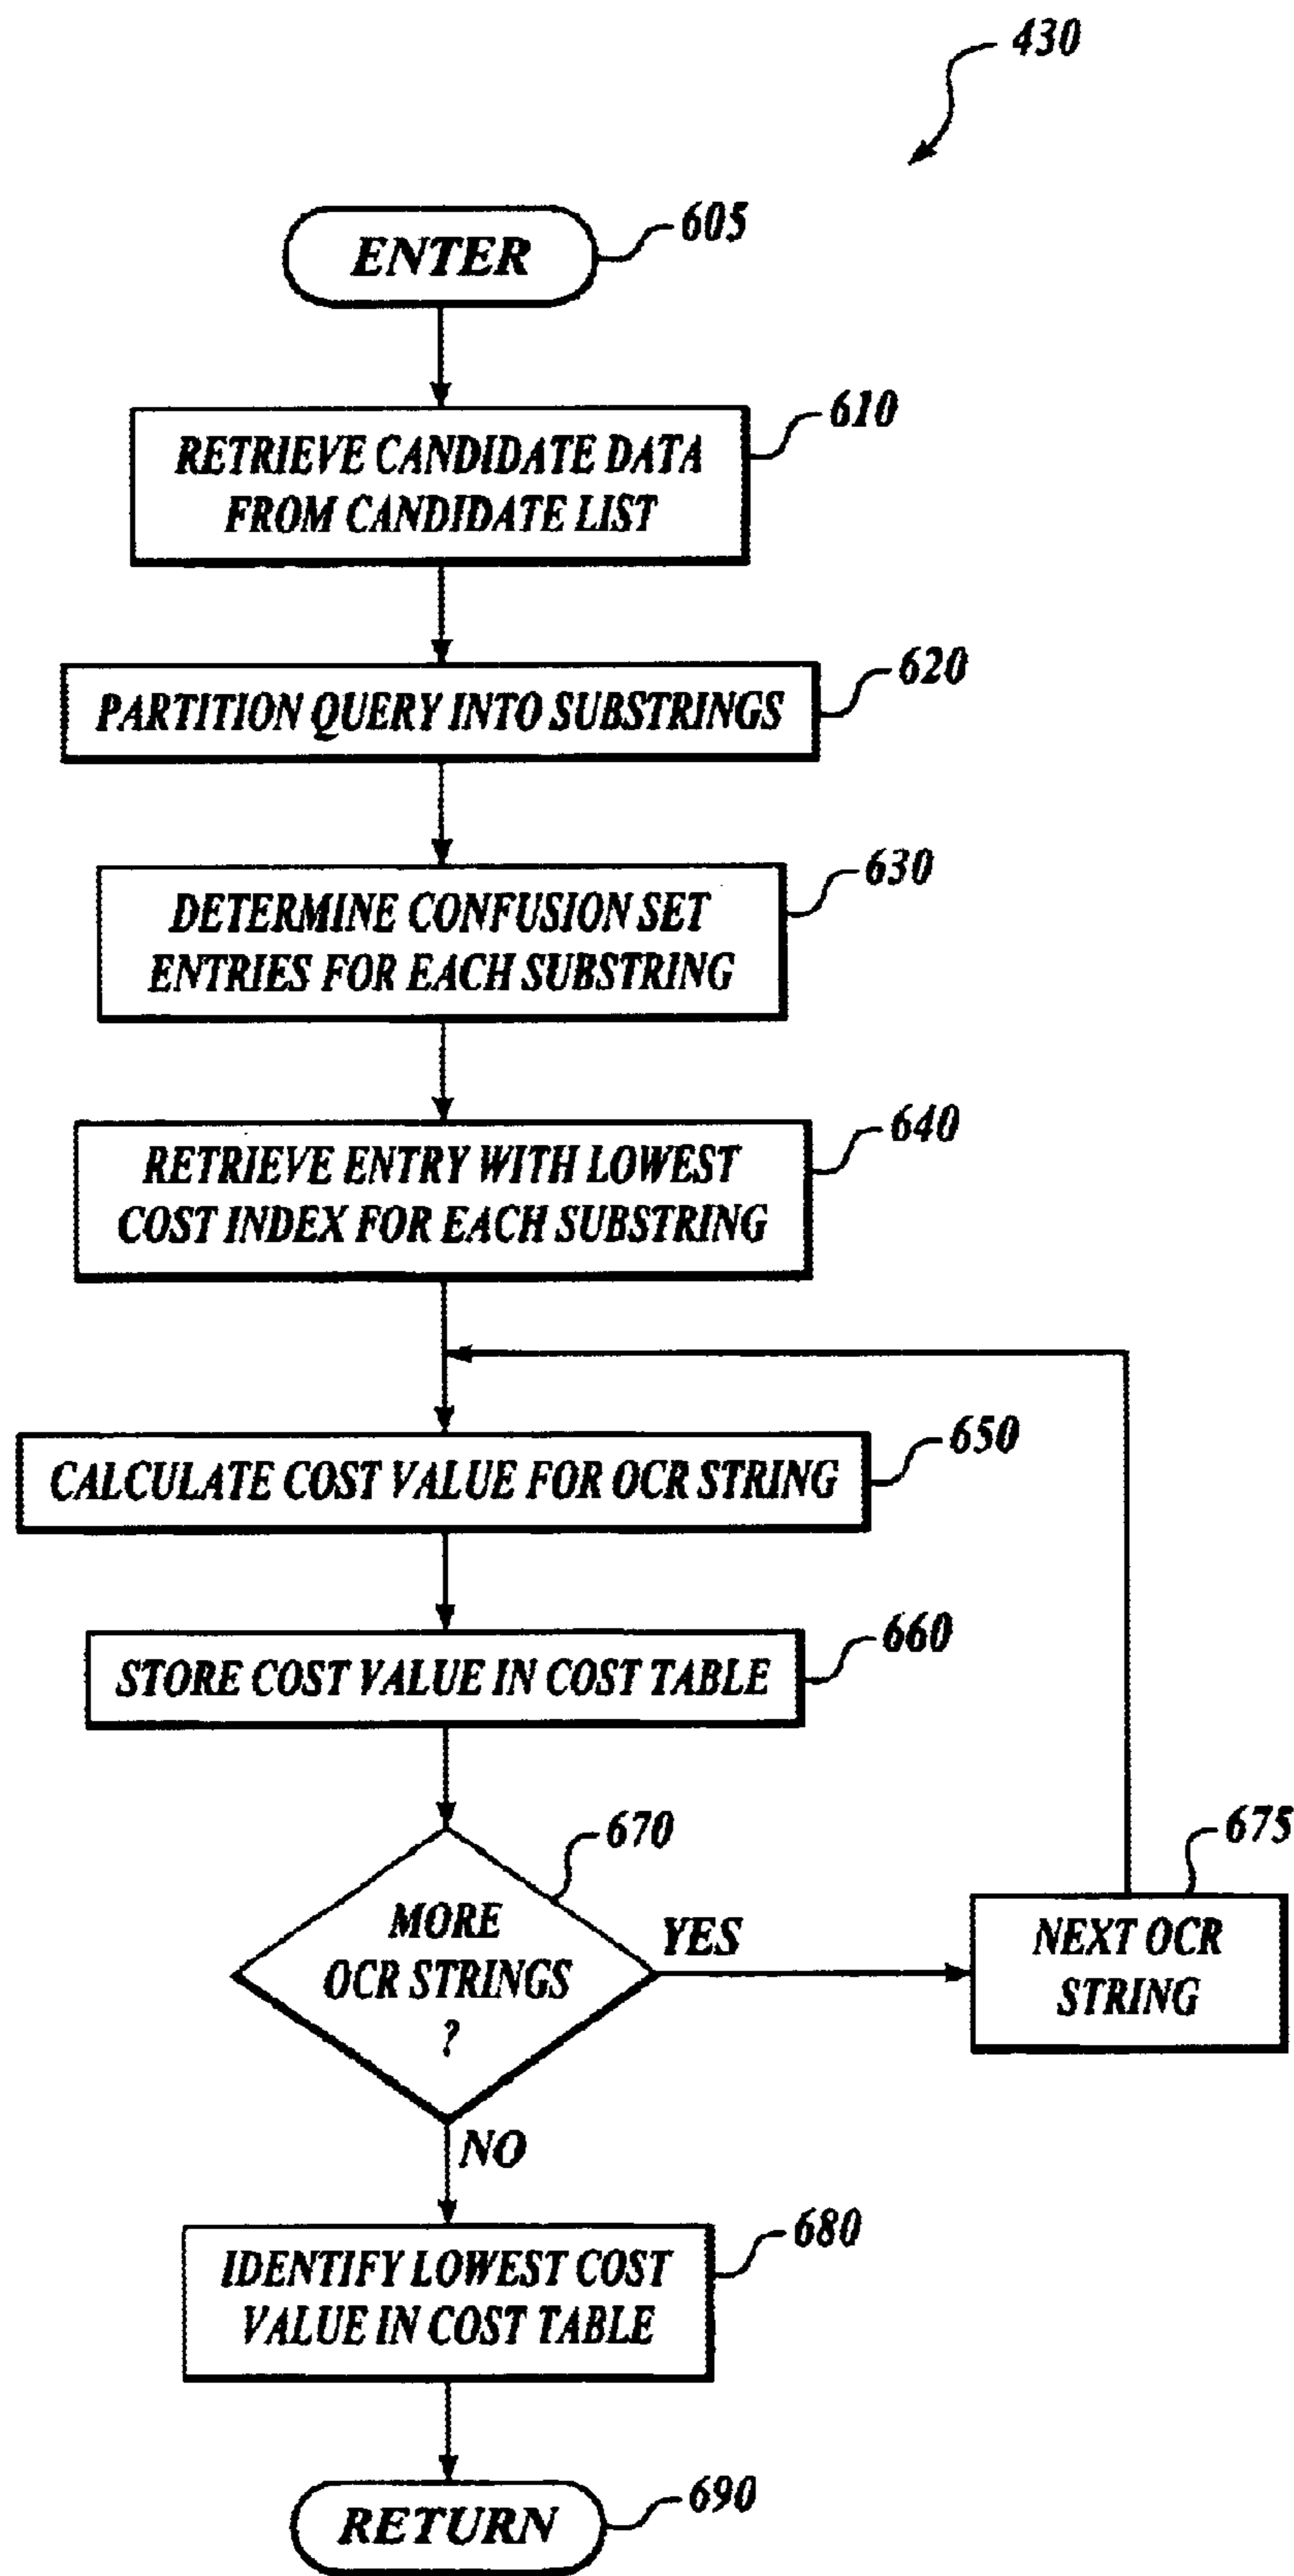 430
ENTER
605
RETRIEVE CANDIDATE DATA
FROM CANDIDATE LIST
610
PARTITION QUERY INTO SUBSTRINGS
620
DETERMINE CONFUSION SET
ENTRIES FOR EACH SUBSTRING
630
RETRIEVE ENTRY WITH LOWEST
COST INDEX FOR EACH SUBSTRING
640
CALCULATE COST VALUE FOR OCR STRING
650
STORE COST VALUE IN COST TABLE
660
MORE
OCR STRINGS
?
670
YES
NEXT OCR
STRING
675
NO
IDENTIFY LOWEST COST
VALUE IN COST TABLE
680
RETURN
690